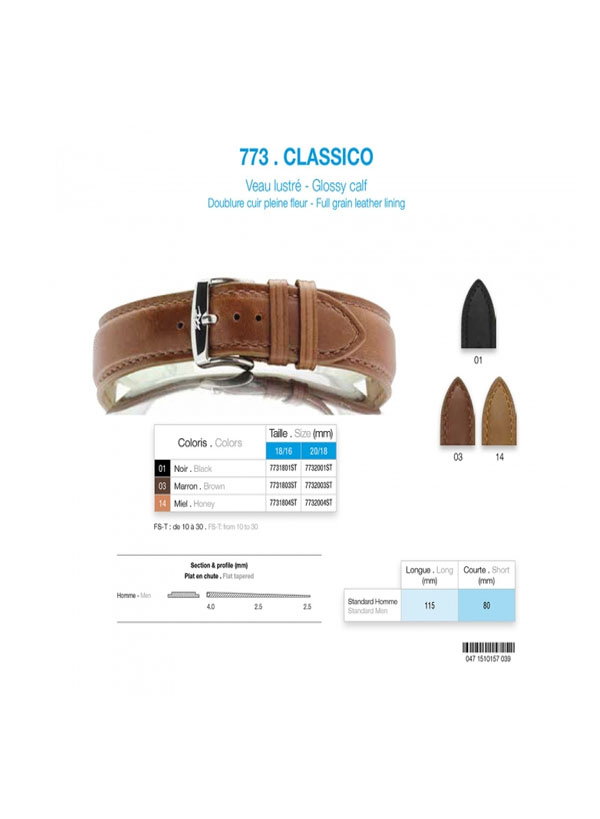 773 . CLASSICO
Veau lustré - Glossy calf
Doublure cuir pleine fleur - Full grain leather lining
01
03 14
Coloris . Colors Taille . Size (mm)
18/16 20/18
01 Noir . Black 7731801ST 7732001ST
03 Marron . Brown 7731803ST 7732003ST
14 Miel . Honey 7731804ST 7732004ST
FS-T : de 10 à 30 . FS-T: from 10 to 30
Section & profile (mm)
Plat en chute . Flat tapered
Homme - Men
4.0 2.5 2.5
Longue . Long (mm) Courte . Short (mm)
Standard Homme 115 80
Standard Men
047 1510157 039